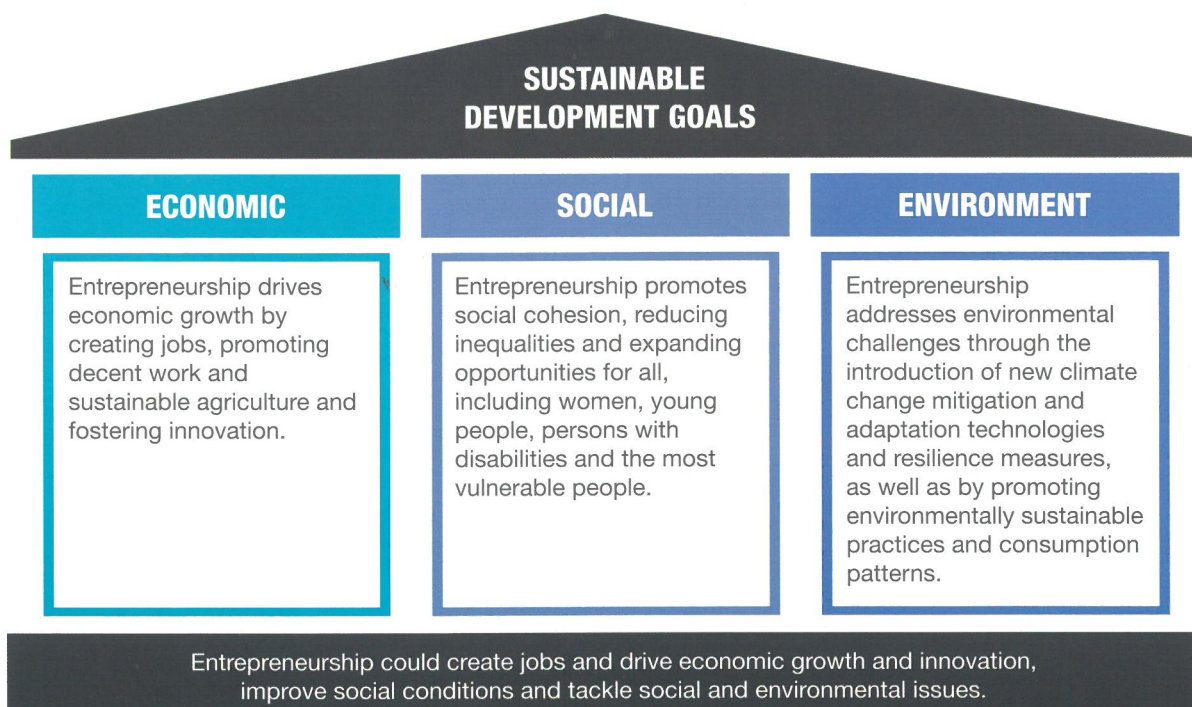 SUSTAINABLE
DEVELOPMENT GOALS
ECONOMIC
Entrepreneurship drives
economic growth by
creating jobs, promoting
decent work and
sustainable agriculture and
fostering innovation.
SOCIAL
Entrepreneurship promotes
social cohesion, reducing
inequalities and expanding
opportunities for all,
including women, young
people, persons with
disabilities and the most
vulnerable people.
ENVIRONMENT
Entrepreneurship
addresses environmental
challenges through the
introduction of new climate
change mitigation and
adaptation technologies
and resilience measures,
as well as by promoting
environmentally sustainable
practices and consumption
patterns.
Entrepreneurship could create jobs and drive economic growth and innovation,
improve social conditions and tackle social and environmental issues.